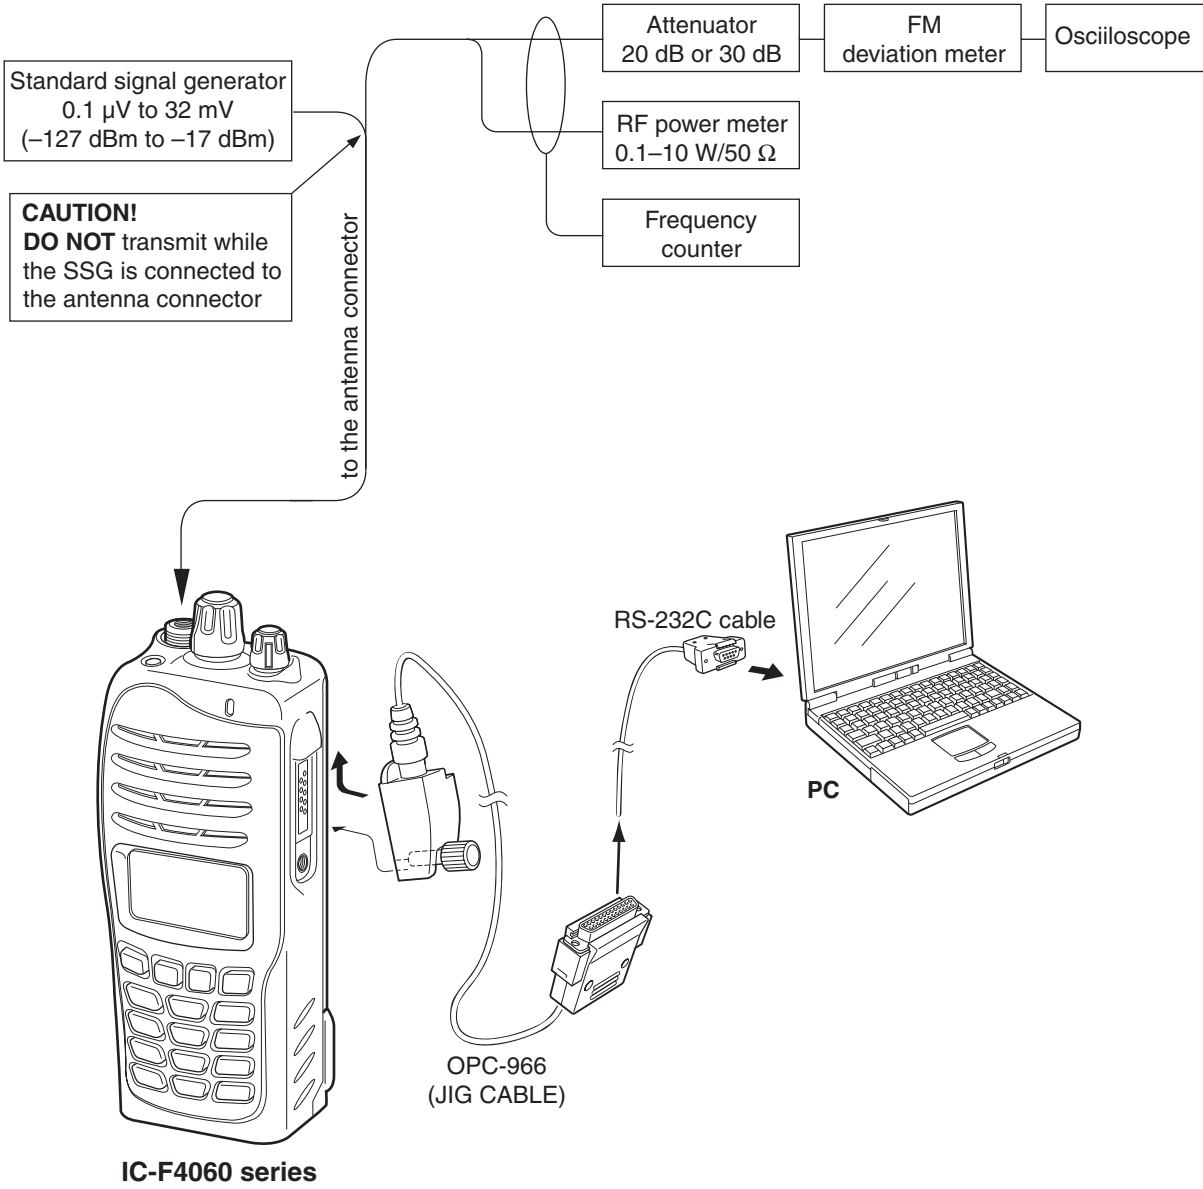 Attenuator
20 dB or 30 dB
FM
deviation meter
Osciiloscope
Standard signal generator
0.1 µV to 32 mV
(–127 dBm to –17 dBm)
RF power meter
0.1–10 W/50 Ω
CAUTION!
DO NOT transmit while
the SSG is connected to
the antenna connector
Frequency
counter
to the antenna connector
RS-232C cable
PC
OPC-966
(JIG CABLE)
IC-F4060 series